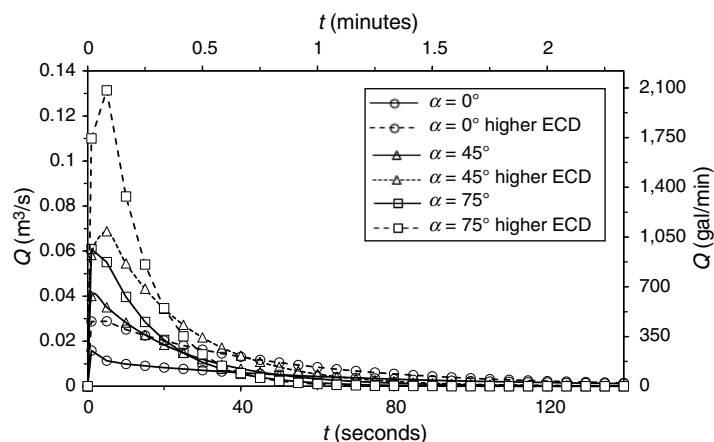 t (minutes)
0 0.5 1 1.5 2
0.14
0.12
0.1
0.08
0.06
0.04
0.02
0
Q (m³/s)
α = 0°
α = 0° higher ECD
α = 45°
α = 45° higher ECD
α = 75°
α = 75° higher ECD
2,100
1,750
1,400
1,050
700
350
0
Q (gal/min)
0 40 80 120
t (seconds)